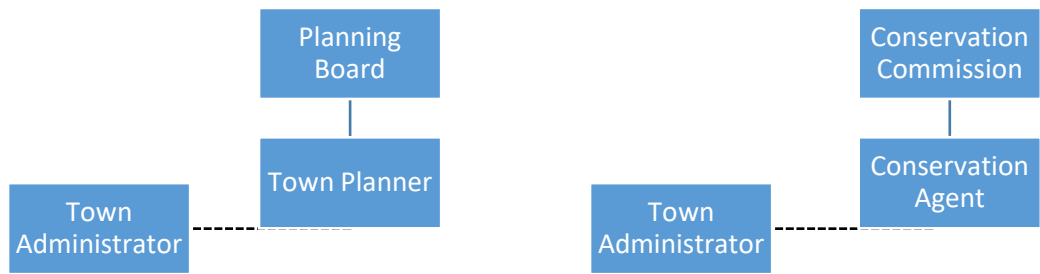 Planning
Board
Town Planner
Town
Administrator
Conservation
Commission
Conservation
Agent
Town
Administrator